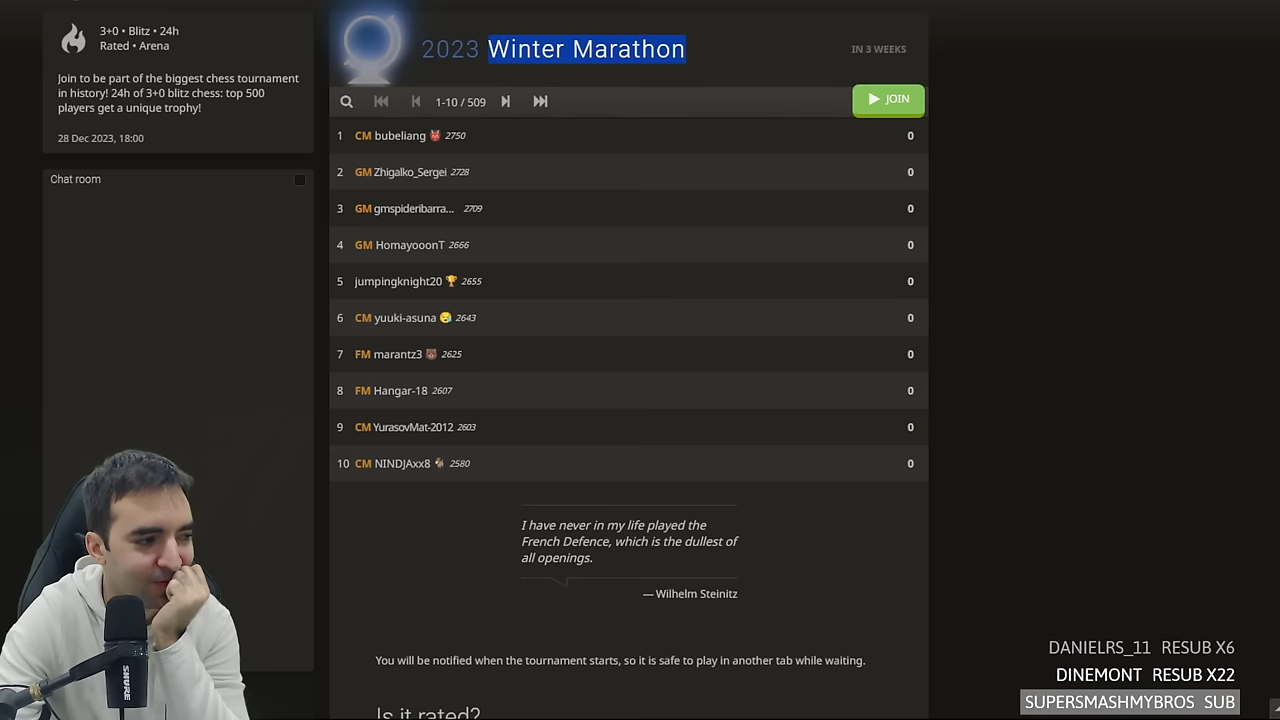 3+0 • Blitz • 24h
Rated • Arena
Join to be part of the biggest chess tournament
in history! 24h of 3+0 blitz chess: top 500
players get a unique trophy!
28 Dec 2023, 18:00
Chat room
2023 Winter Marathon
IN 3 WEEKS
1-10 / 509
JOIN
1 CM bubeliang 2750 0
2 GM Zhigalko_Sergei 2728 0
3 GM gmspideribarra... 2709 0
4 GM HomayooonT 2666 0
5 jumpingknight20 2655 0
6 CM yuuki-asuna 2643 0
7 FM marantz3 2625 0
8 FM Hangar-18 2607 0
9 CM YurasovMat-2012 2603 0
10 CM NINDJAxx8 2580 0
I have never in my life played the
French Defence, which is the dullest of
all openings.
— Wilhelm Steinitz
You will be notified when the tournament starts, so it is safe to play in another tab while waiting.
Is it rated?
SHURE
DANIELRS_11 RESUB X6
DINEMONT RESUB X22
SUPERSMASHMYBROS SUB